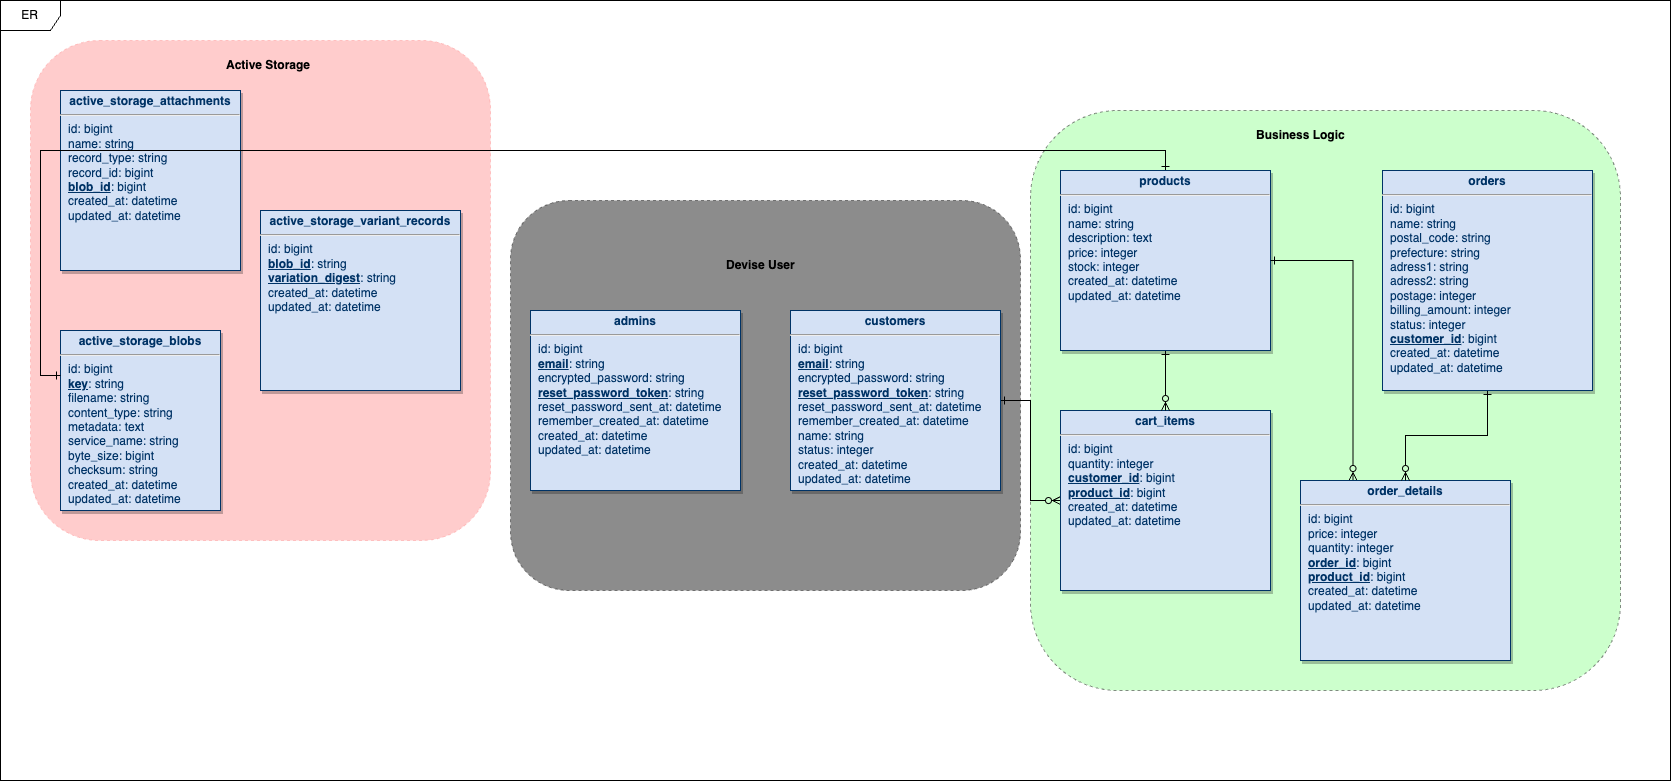 ER
Active Storage
active_storage_attachments
id: bigint
name: string
record_type: string
record_id: bigint
blob_id: bigint
created_at: datetime
updated_at: datetime
active_storage_variant_records
id: bigint
blob_id: string
variation_digest: string
created_at: datetime
updated_at: datetime
active_storage_blobs
id: bigint
key: string
filename: string
content_type: string
metadata: text
service_name: string
byte_size: bigint
checksum: string
created_at: datetime
updated_at: datetime
Devise User
admins
id: bigint
email: string
encrypted_password: string
reset_password_token: string
reset_password_sent_at: datetime
remember_created_at: datetime
created_at: datetime
updated_at: datetime
customers
id: bigint
email: string
encrypted_password: string
reset_password_token: string
reset_password_sent_at: datetime
remember_created_at: datetime
name: string
status: integer
created_at: datetime
updated_at: datetime
Business Logic
products
id: bigint
name: string
description: text
price: integer
stock: integer
created_at: datetime
updated_at: datetime
orders
id: bigint
name: string
postal_code: string
prefecture: string
adress1: string
adress2: string
postage: integer
billing_amount: integer
status: integer
customer_id: bigint
created_at: datetime
updated_at: datetime
cart_items
id: bigint
quantity: integer
customer_id: bigint
product_id: bigint
created_at: datetime
updated_at: datetime
order_details
id: bigint
price: integer
quantity: integer
order_id: bigint
product_id: bigint
created_at: datetime
updated_at: datetime